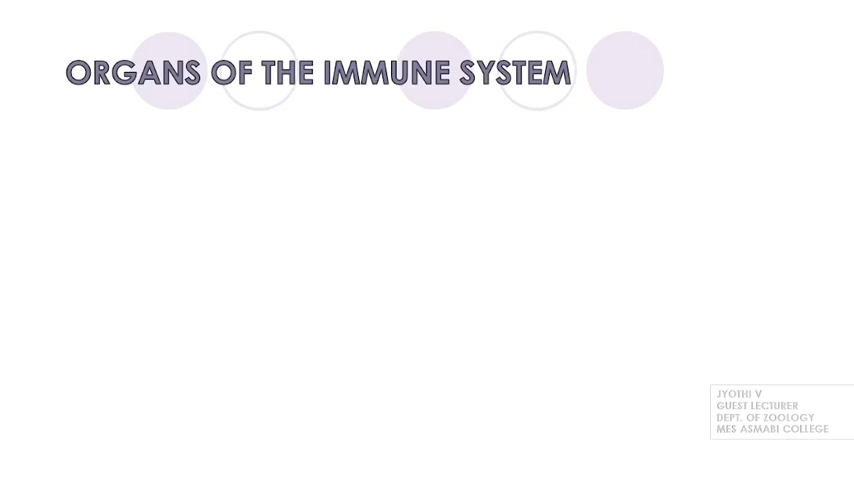 ORGANS OF THE IMMUNE SYSTEM
JYOTHI V
GUEST LECTURER
DEPT. OF ZOOLOGY
MES ASMABI COLLEGE